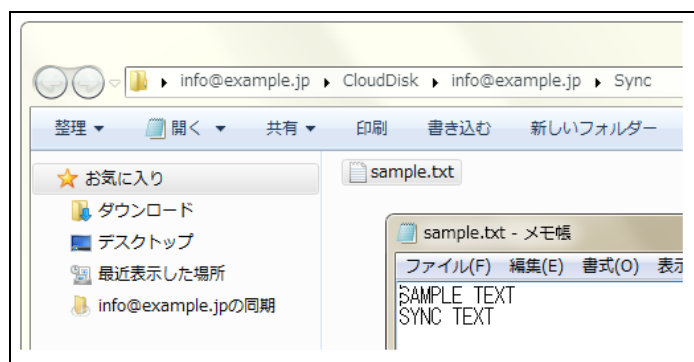 info@example.jp ▸ CloudDisk ▸ info@example.jp ▸ Sync
整理 ▼ 開く ▼ 共有 ▼ 印刷 書き込む 新しいフォルダー
お気に入り
ダウンロード
デスクトップ
最近表示した場所
info@example.jpの同期
sample.txt
sample.txt - メモ帳
ファイル(F) 編集(E) 書式(O) 表示
SAMPLE TEXT
SYNC TEXT